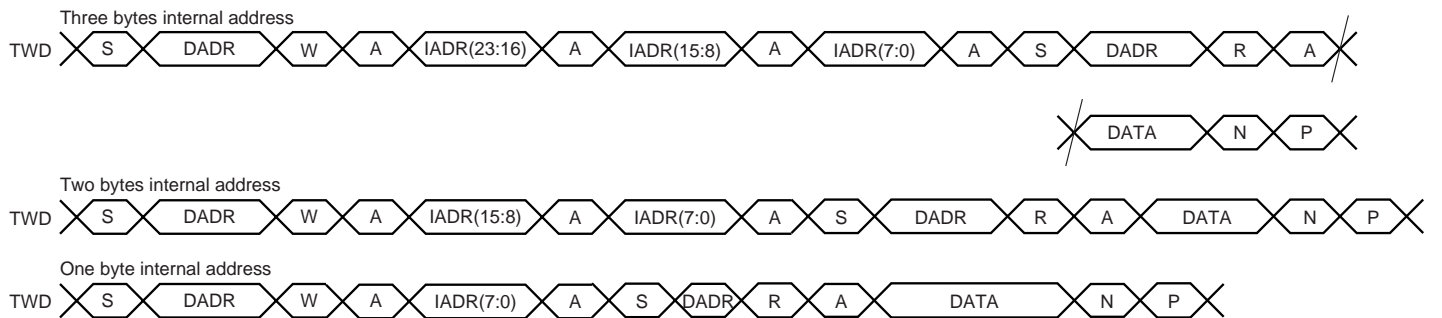 Three bytes internal address
TWD S DADR W A IADR(23:16) A IADR(15:8) A IADR(7:0) A S DADR R A
DATA N P
Two bytes internal address
TWD S DADR W A IADR(15:8) A IADR(7:0) A S DADR R A DATA N P
One byte internal address
TWD S DADR W A IADR(7:0) A S DADR R A DATA N P